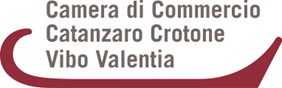 Camera di Commercio
Catanzaro Crotone
Vibo Valentia